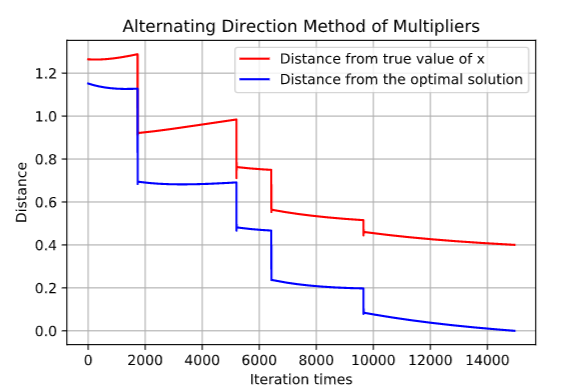 Alternating Direction Method of Multipliers
Distance from true value of x
Distance from the optimal solution
Distance
1.2
1.0
0.8
0.6
0.4
0.2
0.0
0 2000 4000 6000 8000 10000 12000 14000
Iteration times